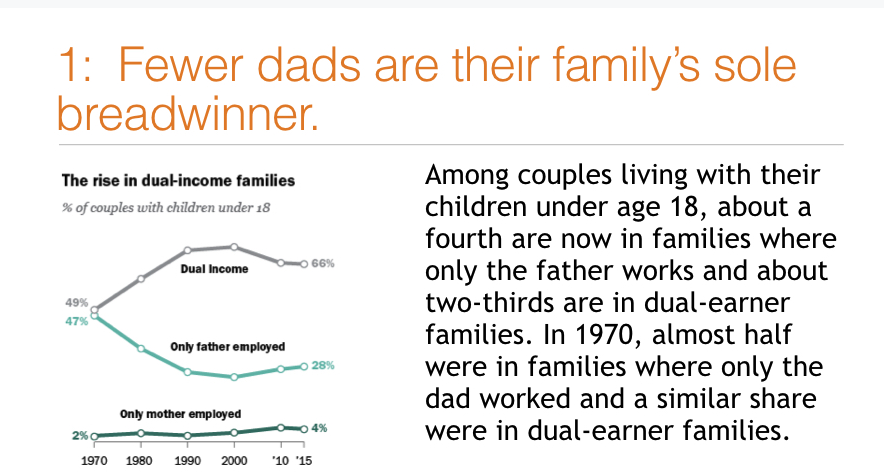 1:  Fewer dads are their family's sole
breadwinner.
The rise in dual-income families
% of couples with children under 18
Dual Income
66%
49%
47%
Only father employed
28%
Only mother employed
2%
4%
1970 1980 1990 2000 '10 '15
Among couples living with their
children under age 18, about a
fourth are now in families where
only the father works and about
two-thirds are in dual-earner
families. In 1970, almost half
were in families where only the
dad worked and a similar share
were in dual-earner families.